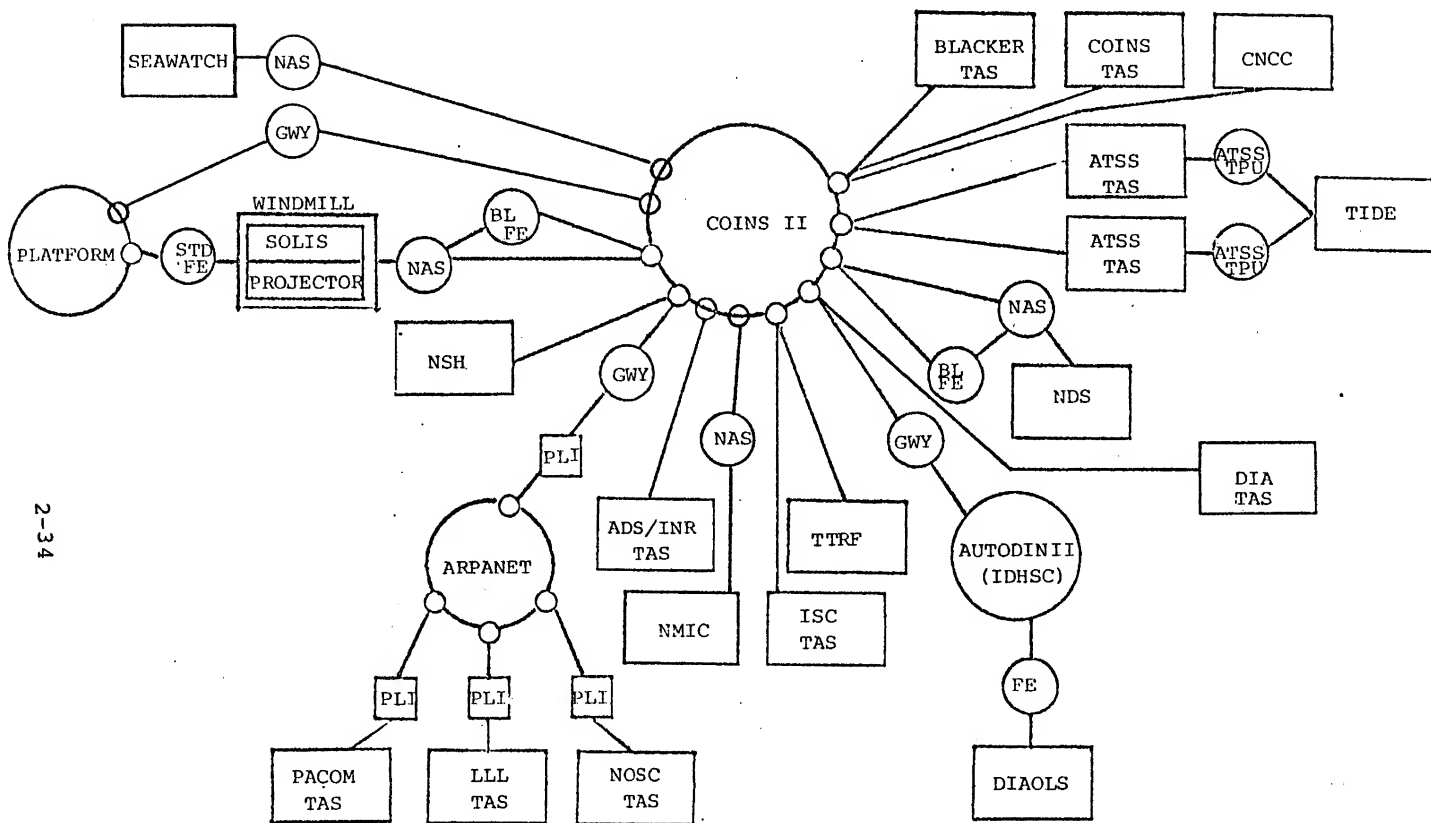 SEAWATCH
NAS
BLACKER
TAS
COINS
TAS
CNCC
GWY
ATSS
TAS
ATSS
TPU
WINDMILL
BL
FE
COINS II
TIDE
PLATFORM
STD
FE
SOLIS
PROJECTOR
NAS
ATSS
TAS
ATSS
TPU
NAS
NSH
GWY
BL
FE
NDS
PLI
NAS
GWY
DIA
TAS
2-34
ARPANET
ADS/INR
TAS
TTRF
AUTODINII
(IDHSC)
NMIC
ISC
TAS
PLI
PLI
PLI
FE
PACOM
TAS
LLL
TAS
NOSC
TAS
DIAOLS